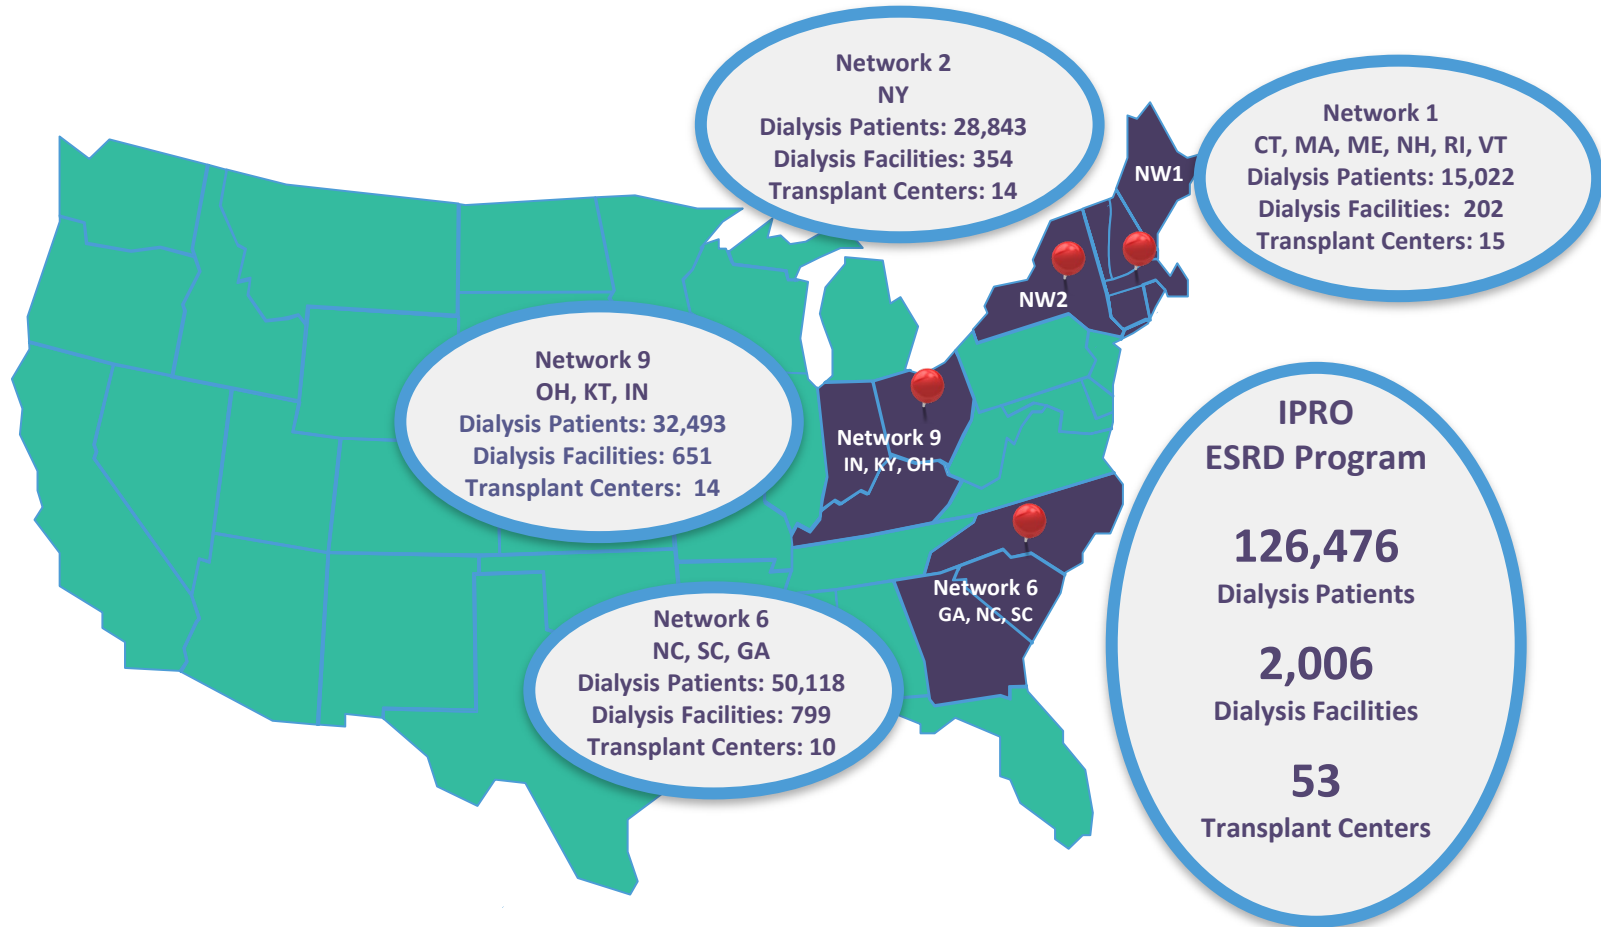 Network 2
NY
Dialysis Patients: 28,843
Dialysis Facilities: 354
Transplant Centers: 14
Network 1
CT, MA, ME, NH, RI, VT
Dialysis Patients: 15,022
Dialysis Facilities: 202
Transplant Centers: 15
NW1
NW2
Network 9
OH, KT, IN
Dialysis Patients: 32,493
Dialysis Facilities: 651
Transplant Centers: 14
Network 9
IN, KY, OH
Network 6
GA, NC, SC
Network 6
NC, SC, GA
Dialysis Patients: 50,118
Dialysis Facilities: 799
Transplant Centers: 10
IPRO
ESRD Program
126,476
Dialysis Patients
2,006
Dialysis Facilities
53
Transplant Centers